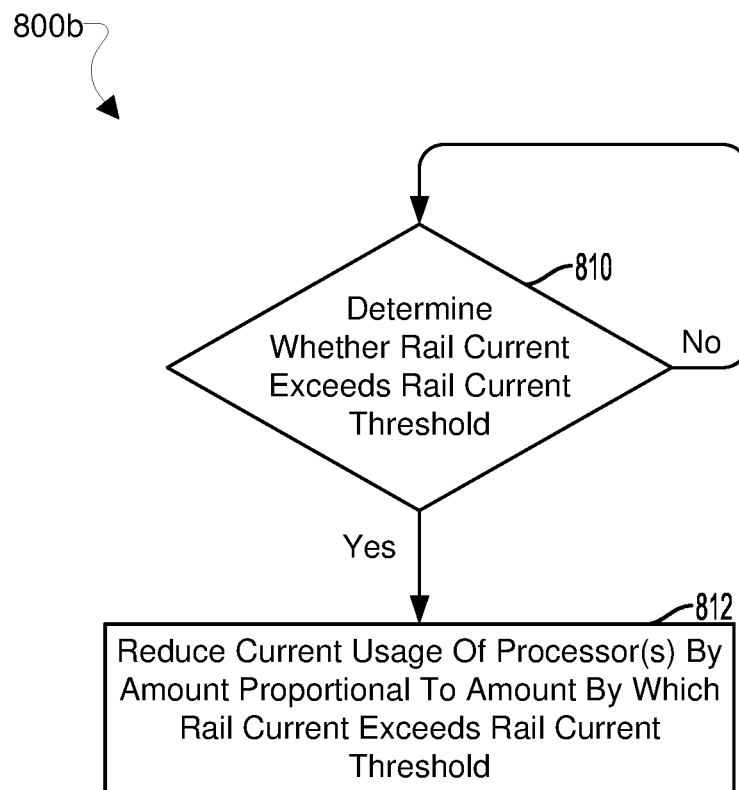 800b
810
Determine
Whether Rail Current
Exceeds Rail Current
Threshold
No
Yes
812
Reduce Current Usage Of Processor(s) By
Amount Proportional To Amount By Which
Rail Current Exceeds Rail Current
Threshold